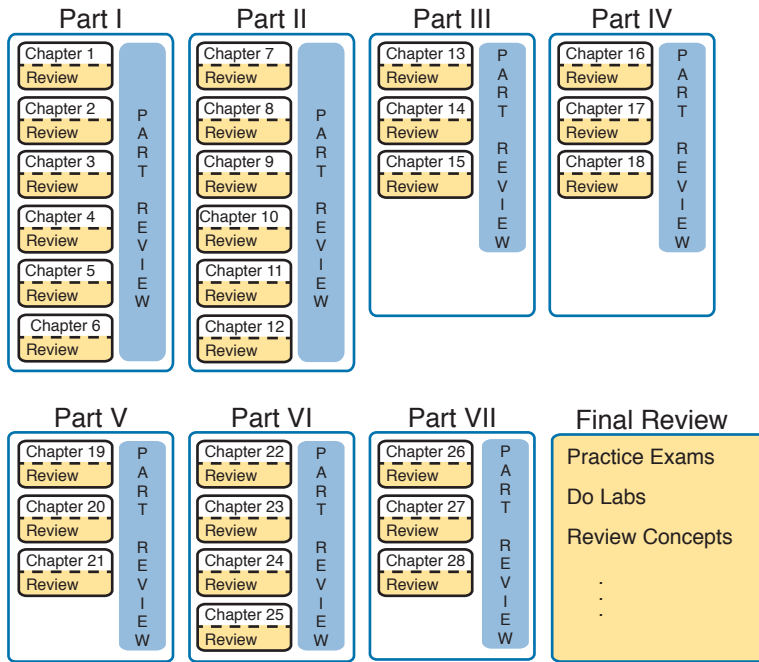 Part I
Chapter 1
Review
Chapter 2
Review
Chapter 3
Review
Chapter 4
Review
Chapter 5
Review
Chapter 6
Review
PART REVIEW
Part II
Chapter 7
Review
Chapter 8
Review
Chapter 9
Review
Chapter 10
Review
Chapter 11
Review
Chapter 12
Review
PART REVIEW
Part III
Chapter 13
Review
Chapter 14
Review
Chapter 15
Review
PART REVIEW
Part IV
Chapter 16
Review
Chapter 17
Review
Chapter 18
Review
PART REVIEW
Part V
Chapter 19
Review
Chapter 20
Review
Chapter 21
Review
PART REVIEW
Part VI
Chapter 22
Review
Chapter 23
Review
Chapter 24
Review
Chapter 25
Review
PART REVIEW
Part VII
Chapter 26
Review
Chapter 27
Review
Chapter 28
Review
PART REVIEW
Final Review
Practice Exams
Do Labs
Review Concepts
.
.
.